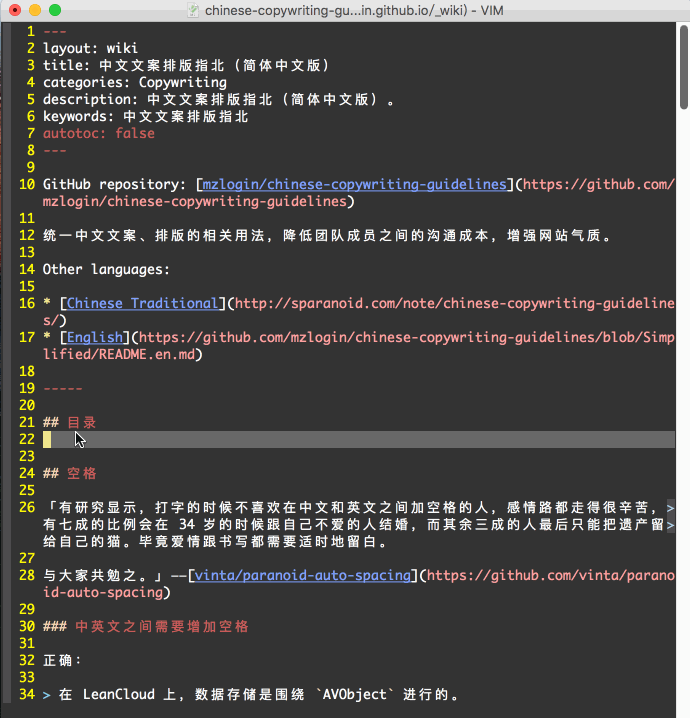 chinese-copywriting-gu...in.github.io/_wiki) - VIM
1 ---
2 layout: wiki
3 title: 中文文案排版指北（简体中文版）
4 categories: Copywriting
5 description: 中文文案排版指北（简体中文版）。
6 keywords: 中文文案排版指北
7 autotoc: false
8 ---
9
10 GitHub repository: [mzlogin/chinese-copywriting-guidelines](https://github.com/
mzlogin/chinese-copywriting-guidelines)
11
12 统一中文文案、排版的相关用法，降低团队成员之间的沟通成本，增强网站气质。
13
14 Other languages:
15
16 * [Chinese Traditional](http://sparanoid.com/note/chinese-copywriting-guideline
s/)
17 * [English](https://github.com/mzlogin/chinese-copywriting-guidelines/blob/Simp
lified/README.en.md)
18
19 -----
20
21 ## 目录
22
23
24 ## 空格
25
26 「有研究显示，打字的时候不喜欢在中文和英文之间加空格的人，感情路都走得很辛苦，>
有七成的比例会在 34 岁的时候跟自己不爱的人结婚，而其余三成的人最后只能把遗产留>
给自己的猫。毕竟爱情跟书写都需要适时地留白。
27
28 与大家共勉之。」--[vinta/paranoid-auto-spacing](https://github.com/vinta/parano
id-auto-spacing)
29
30 ### 中英文之间需要增加空格
31
32 正确：
33
34 > 在 LeanCloud 上，数据存储是围绕 `AVObject` 进行的。